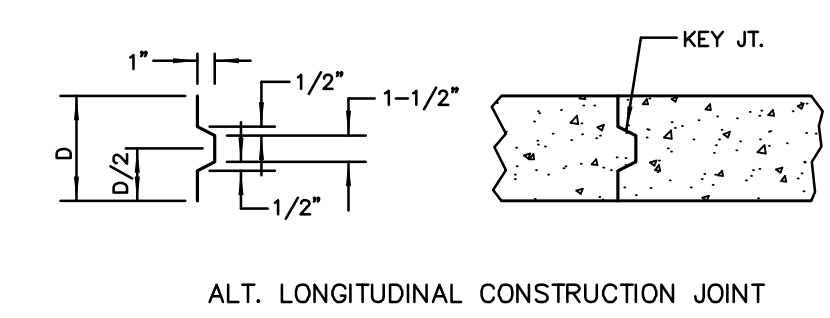 KEY JT.
1"
1/2"
1-1/2"
D
D/2
1/2"
ALT. LONGITUDINAL CONSTRUCTION JOINT